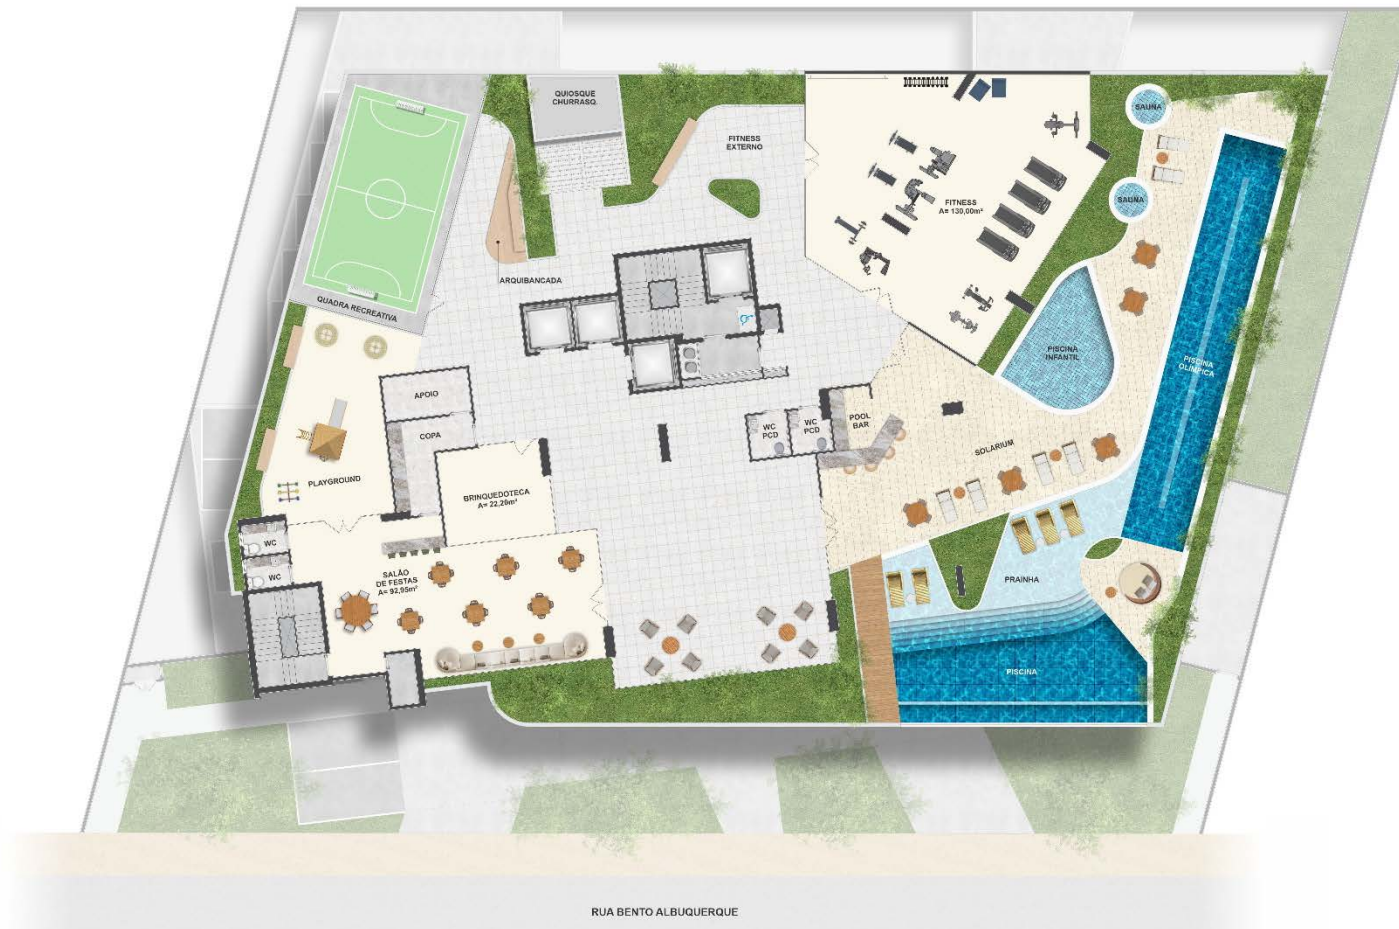 QUIOSQUE
CHURRASQ.
SAUNA
FITNESS
EXTERNO
SAUNA
FITNESS
A= 130,00m²
ARQUIBANCADA
QUADRA RECREATIVA
PISCINA
INFANTIL
PISCINA
OLÍMPICA
APOIO
POOL
BAR
WC
PCD
WC
PCD
COPA
SOLARIUM
PLAYGROUND
BRINQUEDOTECA
A= 22,20m²
WC
WC
SALÃO
DE FESTAS
A= 92,95m²
PRAINHA
PISCINA
RUA BENTO ALBUQUERQUE